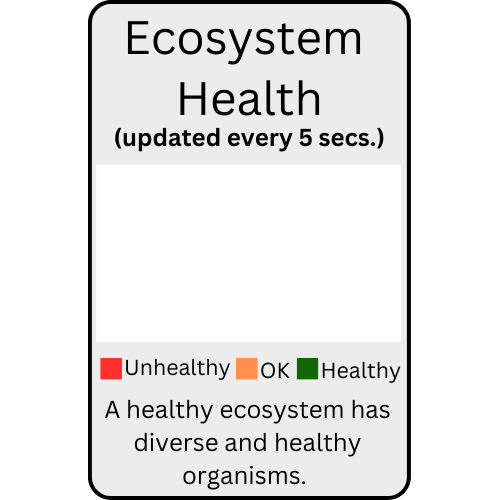 Ecosystem
Health
(updated every 5 secs.)
Unhealthy OK Healthy
A healthy ecosystem has
diverse and healthy
organisms.